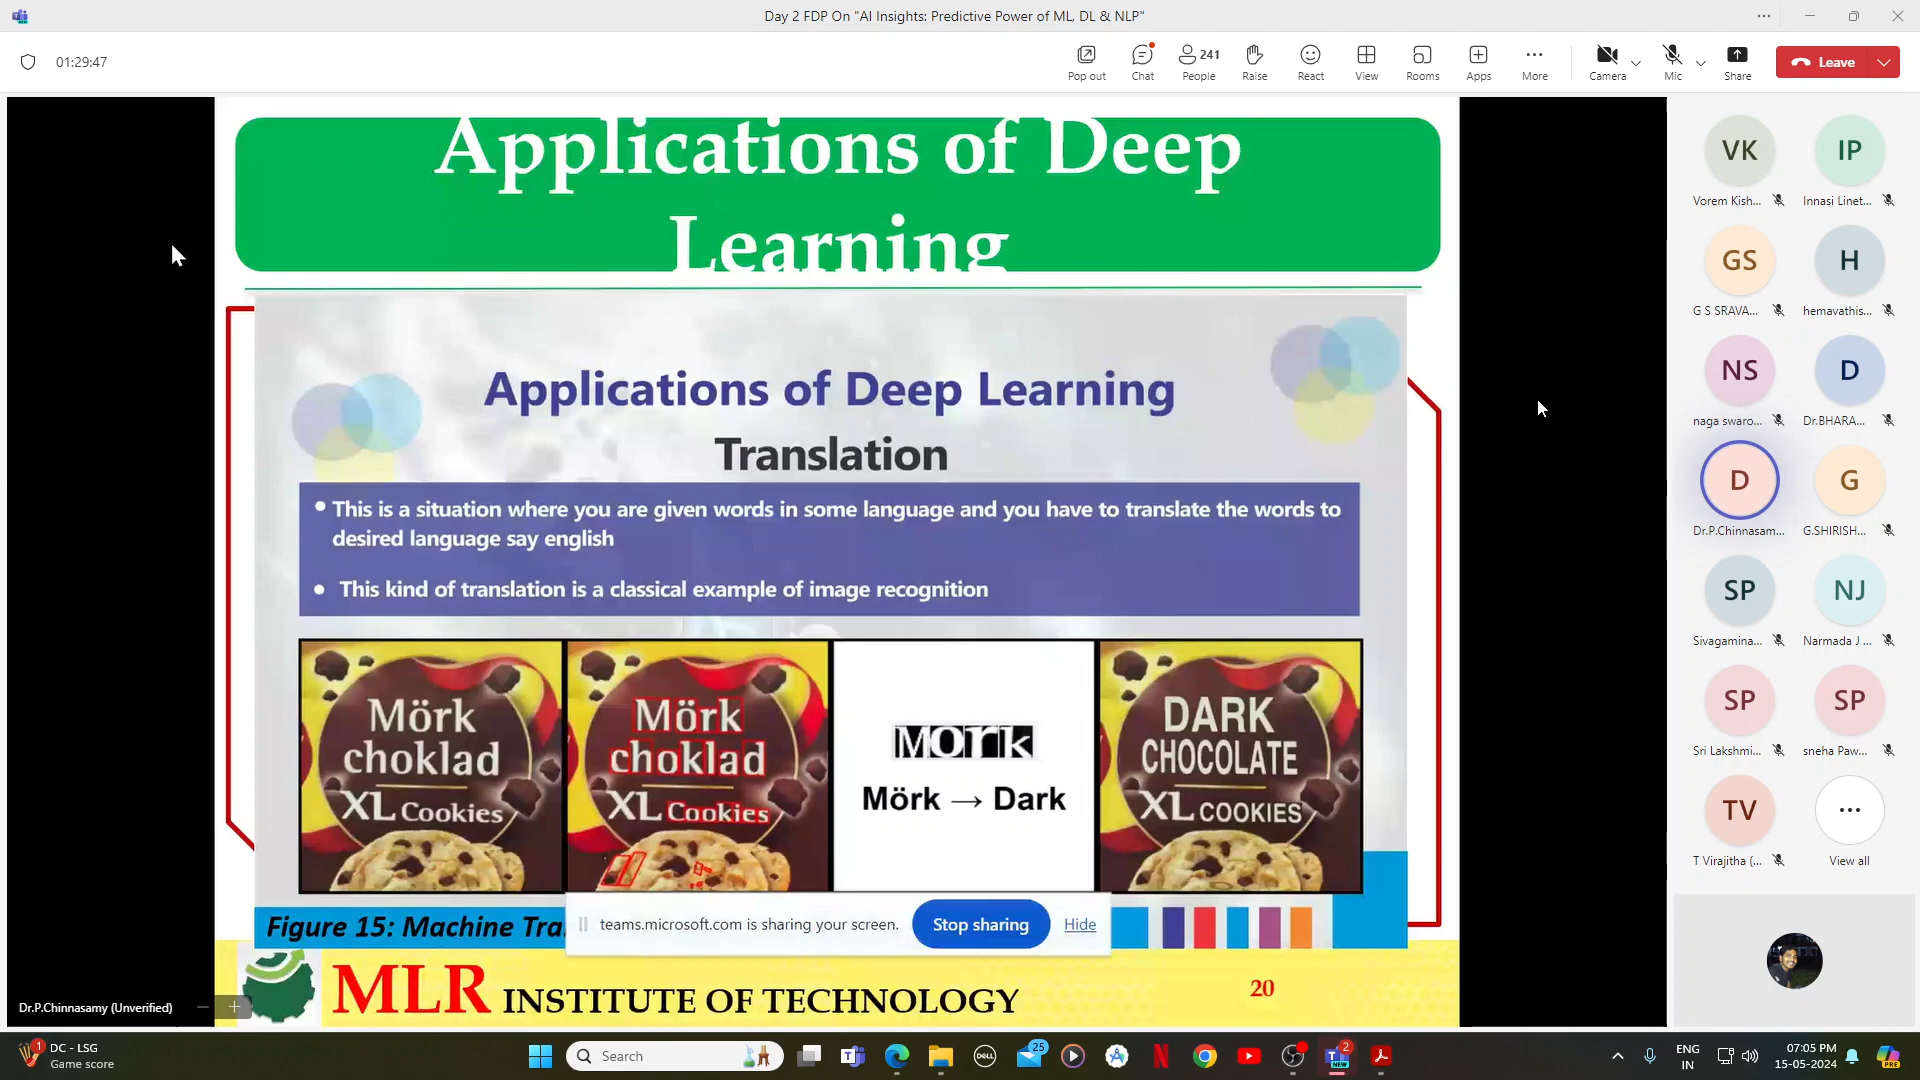 Day 2 FDP On "AI Insights: Predictive Power of ML, DL & NLP"
01:29:47
Pop out
Chat
241
People
Raise
React
View
Rooms
Apps
More
Camera
Mic
Share
Leave
Applications of Deep
Learning
Applications of Deep Learning
Translation
• This is a situation where you are given words in some language and you have to translate the words to
desired language say english
• This kind of translation is a classical example of image recognition
Mörk
choklad
XL Cookies
Mörk
choklad
XL Cookies
Mörk
Mörk → Dark
DARK
CHOCOLATE
XL COOKIES
Figure 15: Machine Tra
teams.microsoft.com is sharing your screen.
Stop sharing
Hide
MLR INSTITUTE OF TECHNOLOGY
20
Dr.P.Chinnasamy (Unverified)
VK
Vorem Kish...
IP
Innasi Linet...
GS
G S SRAVA...
H
hemavathis...
NS
naga swaro...
D
Dr.BHARA...
D
Dr.P.Chinnasam...
G
G.SHIRISH...
SP
Sivagamina...
NJ
Narmada J ...
SP
Sri Lakshmi...
SP
sneha Paw...
TV
T Virajitha (...
View all
1
DC - LSG
Game score
Search
DELL
25
NEW
2
ENG
IN
07:05 PM
15-05-2024
PRE